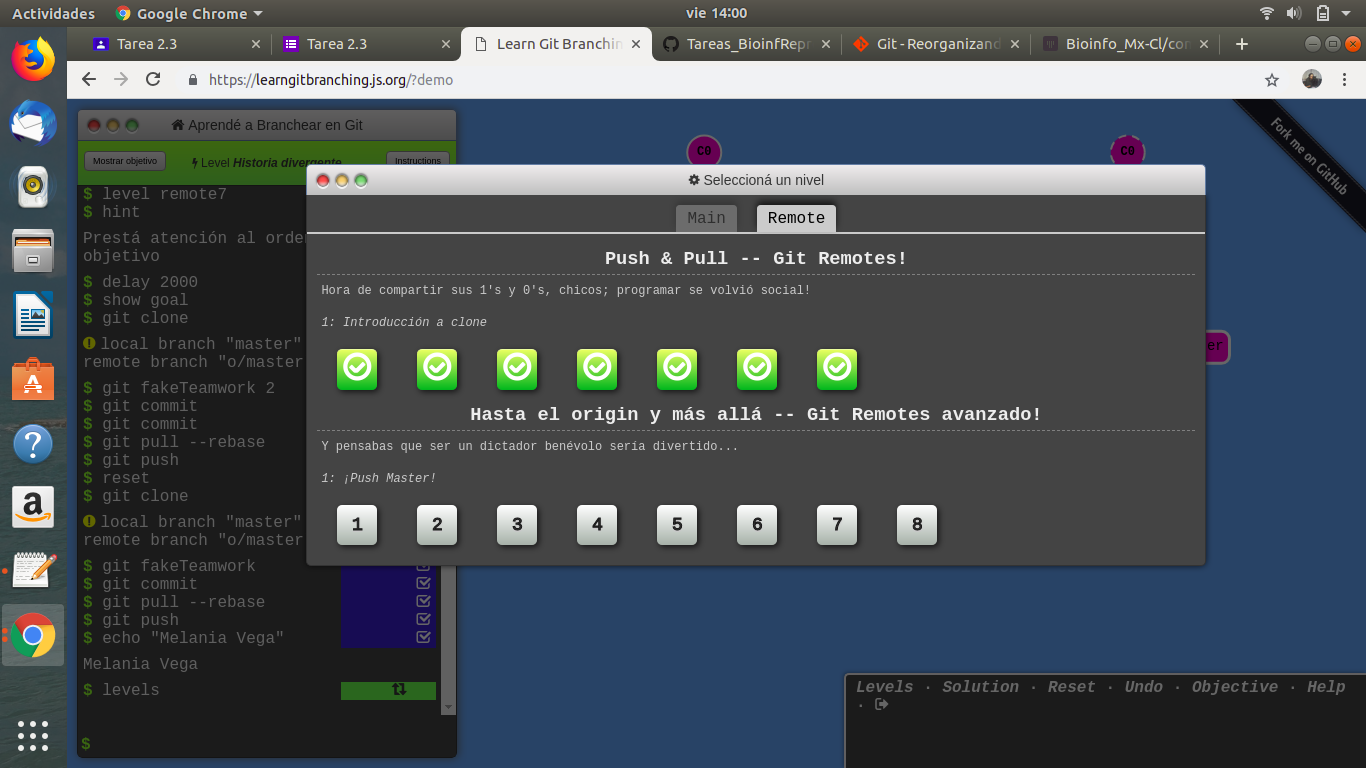 Actividades
Google Chrome
vie 14:00
Tarea 2.3
Tarea 2.3
Learn Git Branchin
Tareas_BioinfRepr
Git - Reorganizand
Bioinfo_Mx-Cl/con
https://learngitbranching.js.org/?demo
Aprendé a Branchear en Git
Mostrar objetivo
Level Historia divergente
Instructions
$ level remote7
$ hint
Prestá atención al orde
objetivo
$ delay 2000
$ show goal
$ git clone
local branch "master"
remote branch "o/master
$ git fakeTeamwork 2
$ git commit
$ git commit
$ git pull --rebase
$ git push
$ reset
$ git clone
local branch "master"
remote branch "o/master
$ git fakeTeamwork
$ git commit
$ git pull --rebase
$ git push
$ echo "Melania Vega"
Melania Vega
$ levels
$
C0
C0
Fork me on GitHub
er
Seleccioná un nivel
Main
Remote
Push & Pull -- Git Remotes!
Hora de compartir sus 1's y 0's, chicos; programar se volvió social!
1: Introducción a clone
Hasta el origin y más allá -- Git Remotes avanzado!
Y pensabas que ser un dictador benévolo sería divertido...
1: ¡Push Master!
1 2 3 4 5 6 7 8
Levels · Solution · Reset · Undo · Objective · Help
·